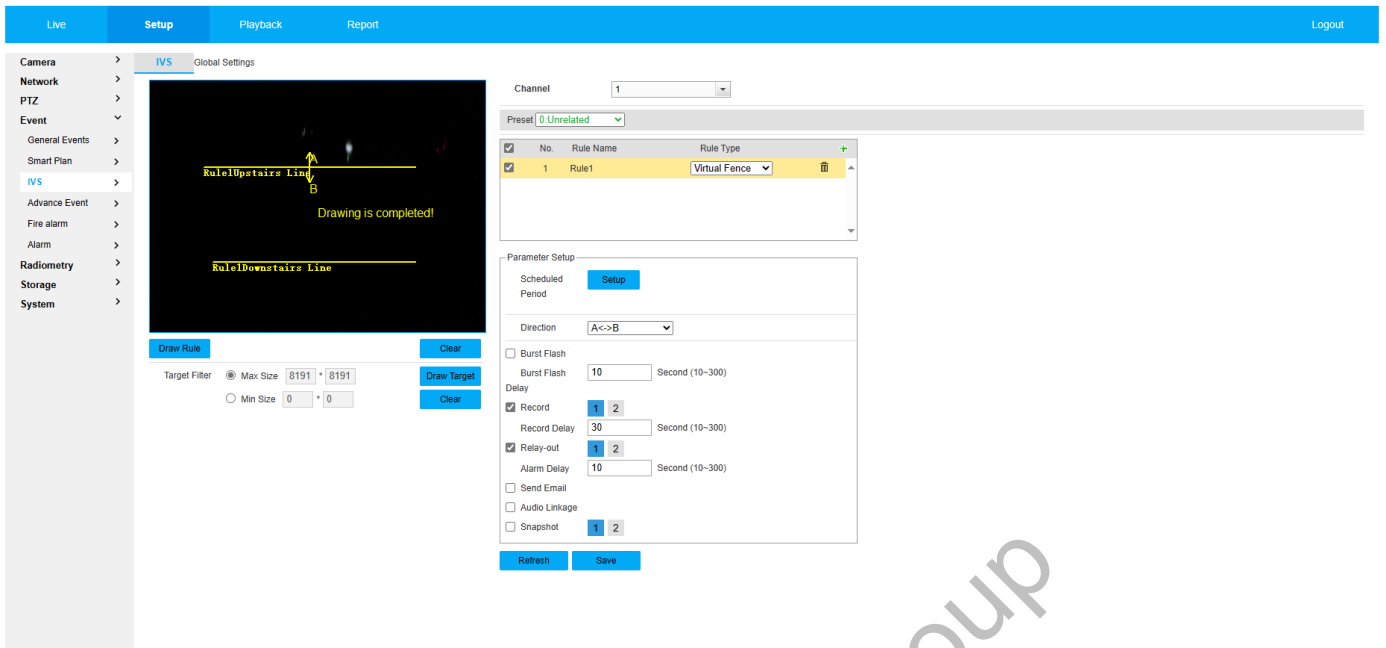 Live Setup Playback Report Logout
Camera
Network
PTZ
Event
General Events
Smart Plan
IVS
Advance Event
Fire alarm
Alarm
Radiometry
Storage
System
IVS Global Settings
A
Rule1Upstairs Line
B
Drawing is completed!
Rule1Downstairs Line
Draw Rule Clear
Target Filter Max Size 8191 * 8191 Draw Target
Min Size 0 * 0 Clear
Channel 1
Preset 0:Unrelated
No. Rule Name Rule Type +
1 Rule1 Virtual Fence
Parameter Setup
Scheduled Setup
Period
Direction A<->B
Burst Flash
Burst Flash 10 Second (10~300)
Delay
Record 1 2
Record Delay 30 Second (10~300)
Relay-out 1 2
Alarm Delay 10 Second (10~300)
Send Email
Audio Linkage
Snapshot 1 2
Refresh Save
oup